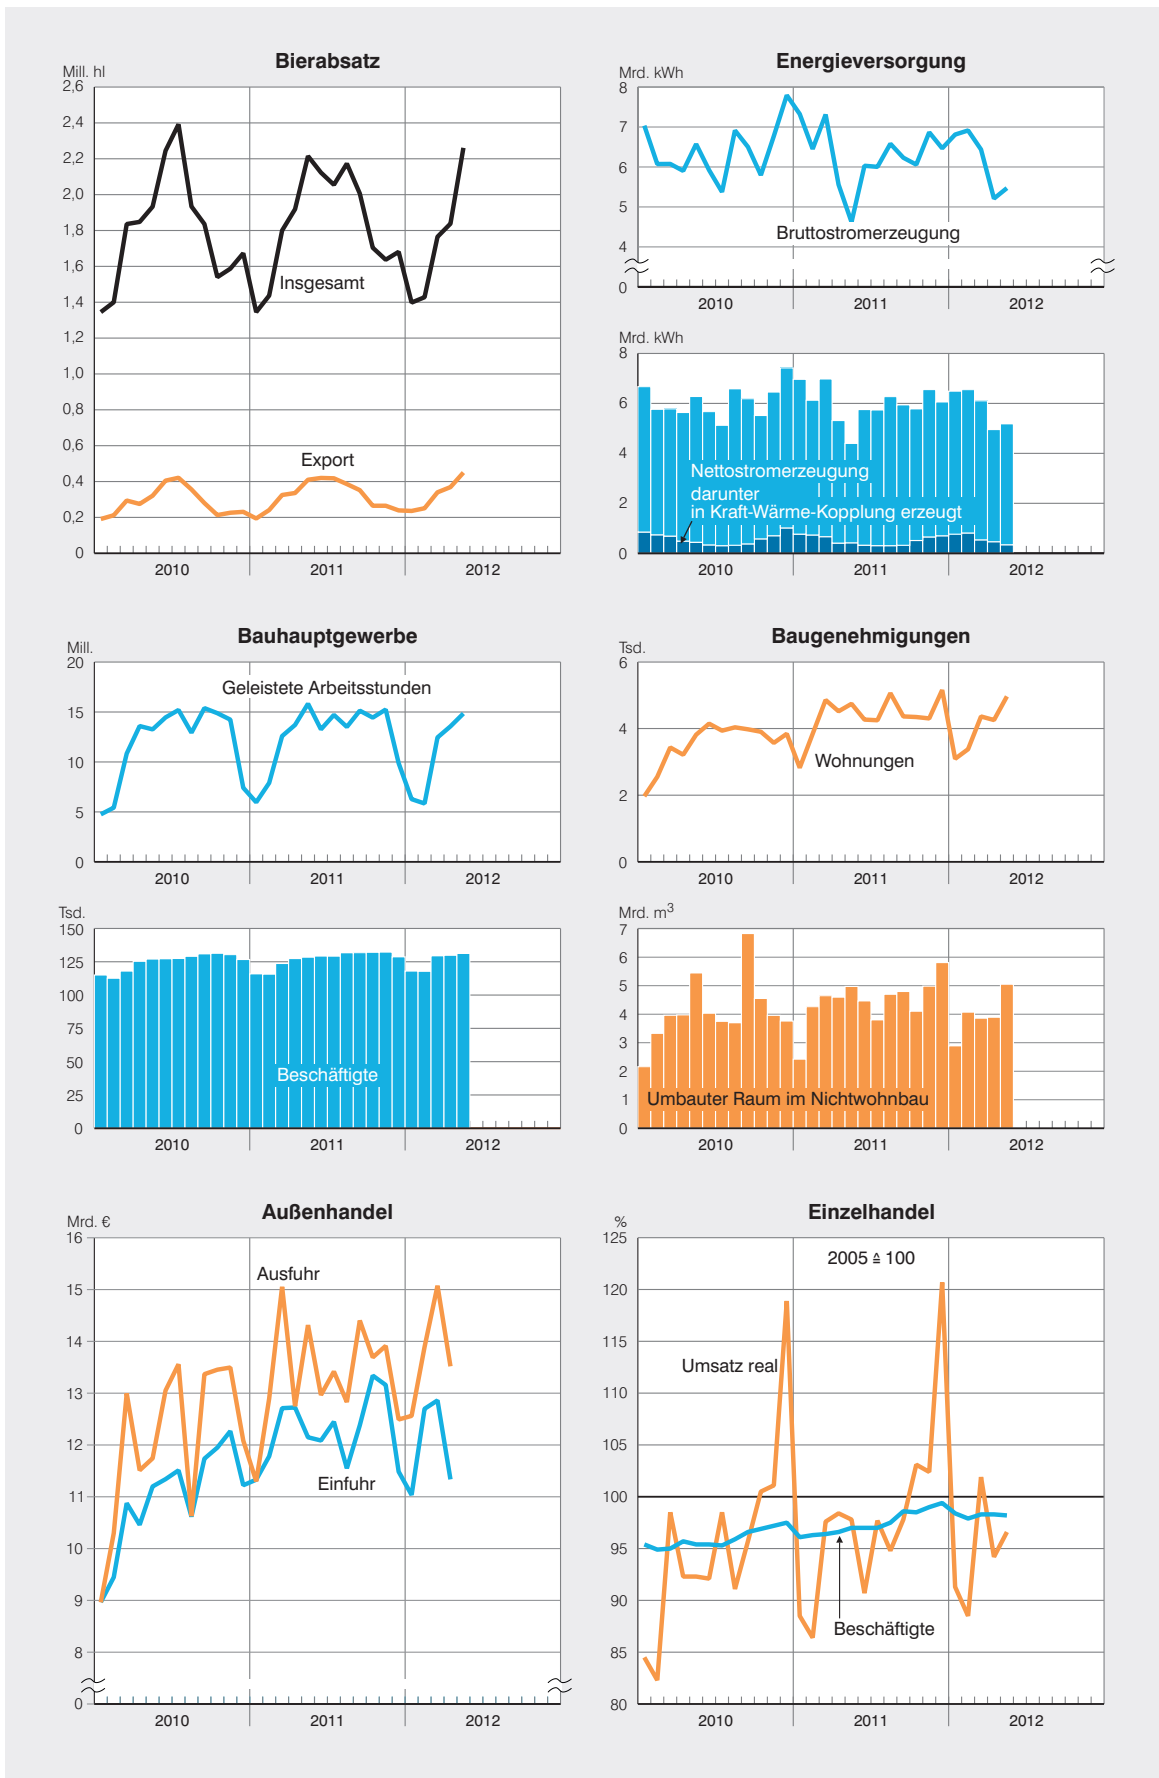 Bierabsatz
Mill. hl
2,6
2,4
2,2
2,0
1,8
1,6
1,4
1,2
1,0
0,8
0,6
0,4
0,2
0
Insgesamt
Export
2010 2011 2012
Energieversorgung
Mrd. kWh
8
7
6
5
4
0
Bruttostromerzeugung
2010 2011 2012
Mrd. kWh
8
6
4
2
0
Nettostromerzeugung
darunter
in Kraft-Wärme-Kopplung erzeugt
2010 2011 2012
Bauhauptgewerbe
Mill.
20
15
10
5
0
Geleistete Arbeitsstunden
2010 2011 2012
Tsd.
150
125
100
75
50
25
0
Beschäftigte
2010 2011 2012
Baugenehmigungen
Tsd.
6
4
2
0
Wohnungen
2010 2011 2012
Mrd. m³
7
6
5
4
3
2
1
0
Umbauter Raum im Nichtwohnbau
2010 2011 2012
Außenhandel
Mrd. €
16
15
14
13
12
11
10
9
8
0
Ausfuhr
Einfuhr
2010 2011 2012
Einzelhandel
%
125
120
115
110
105
100
95
90
85
80
2005 ≙ 100
Umsatz real
Beschäftigte
2010 2011 2012